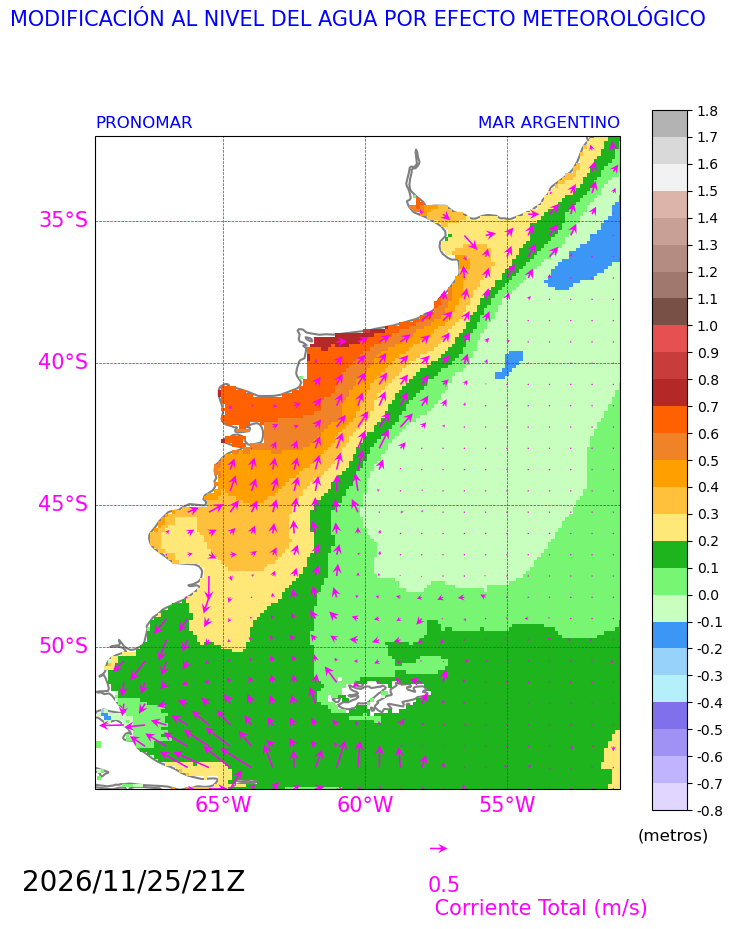 MODIFICACIÓN AL NIVEL DEL AGUA POR EFECTO METEOROLÓGICO
PRONOMAR
MAR ARGENTINO
35°S
40°S
45°S
50°S
65°W
60°W
55°W
1.8
1.7
1.6
1.5
1.4
1.3
1.2
1.1
1.0
0.9
0.8
0.7
0.6
0.5
0.4
0.3
0.2
0.1
0.0
-0.1
-0.2
-0.3
-0.4
-0.5
-0.6
-0.7
-0.8
(metros)
2026/11/25/21Z
0.5
Corriente Total (m/s)